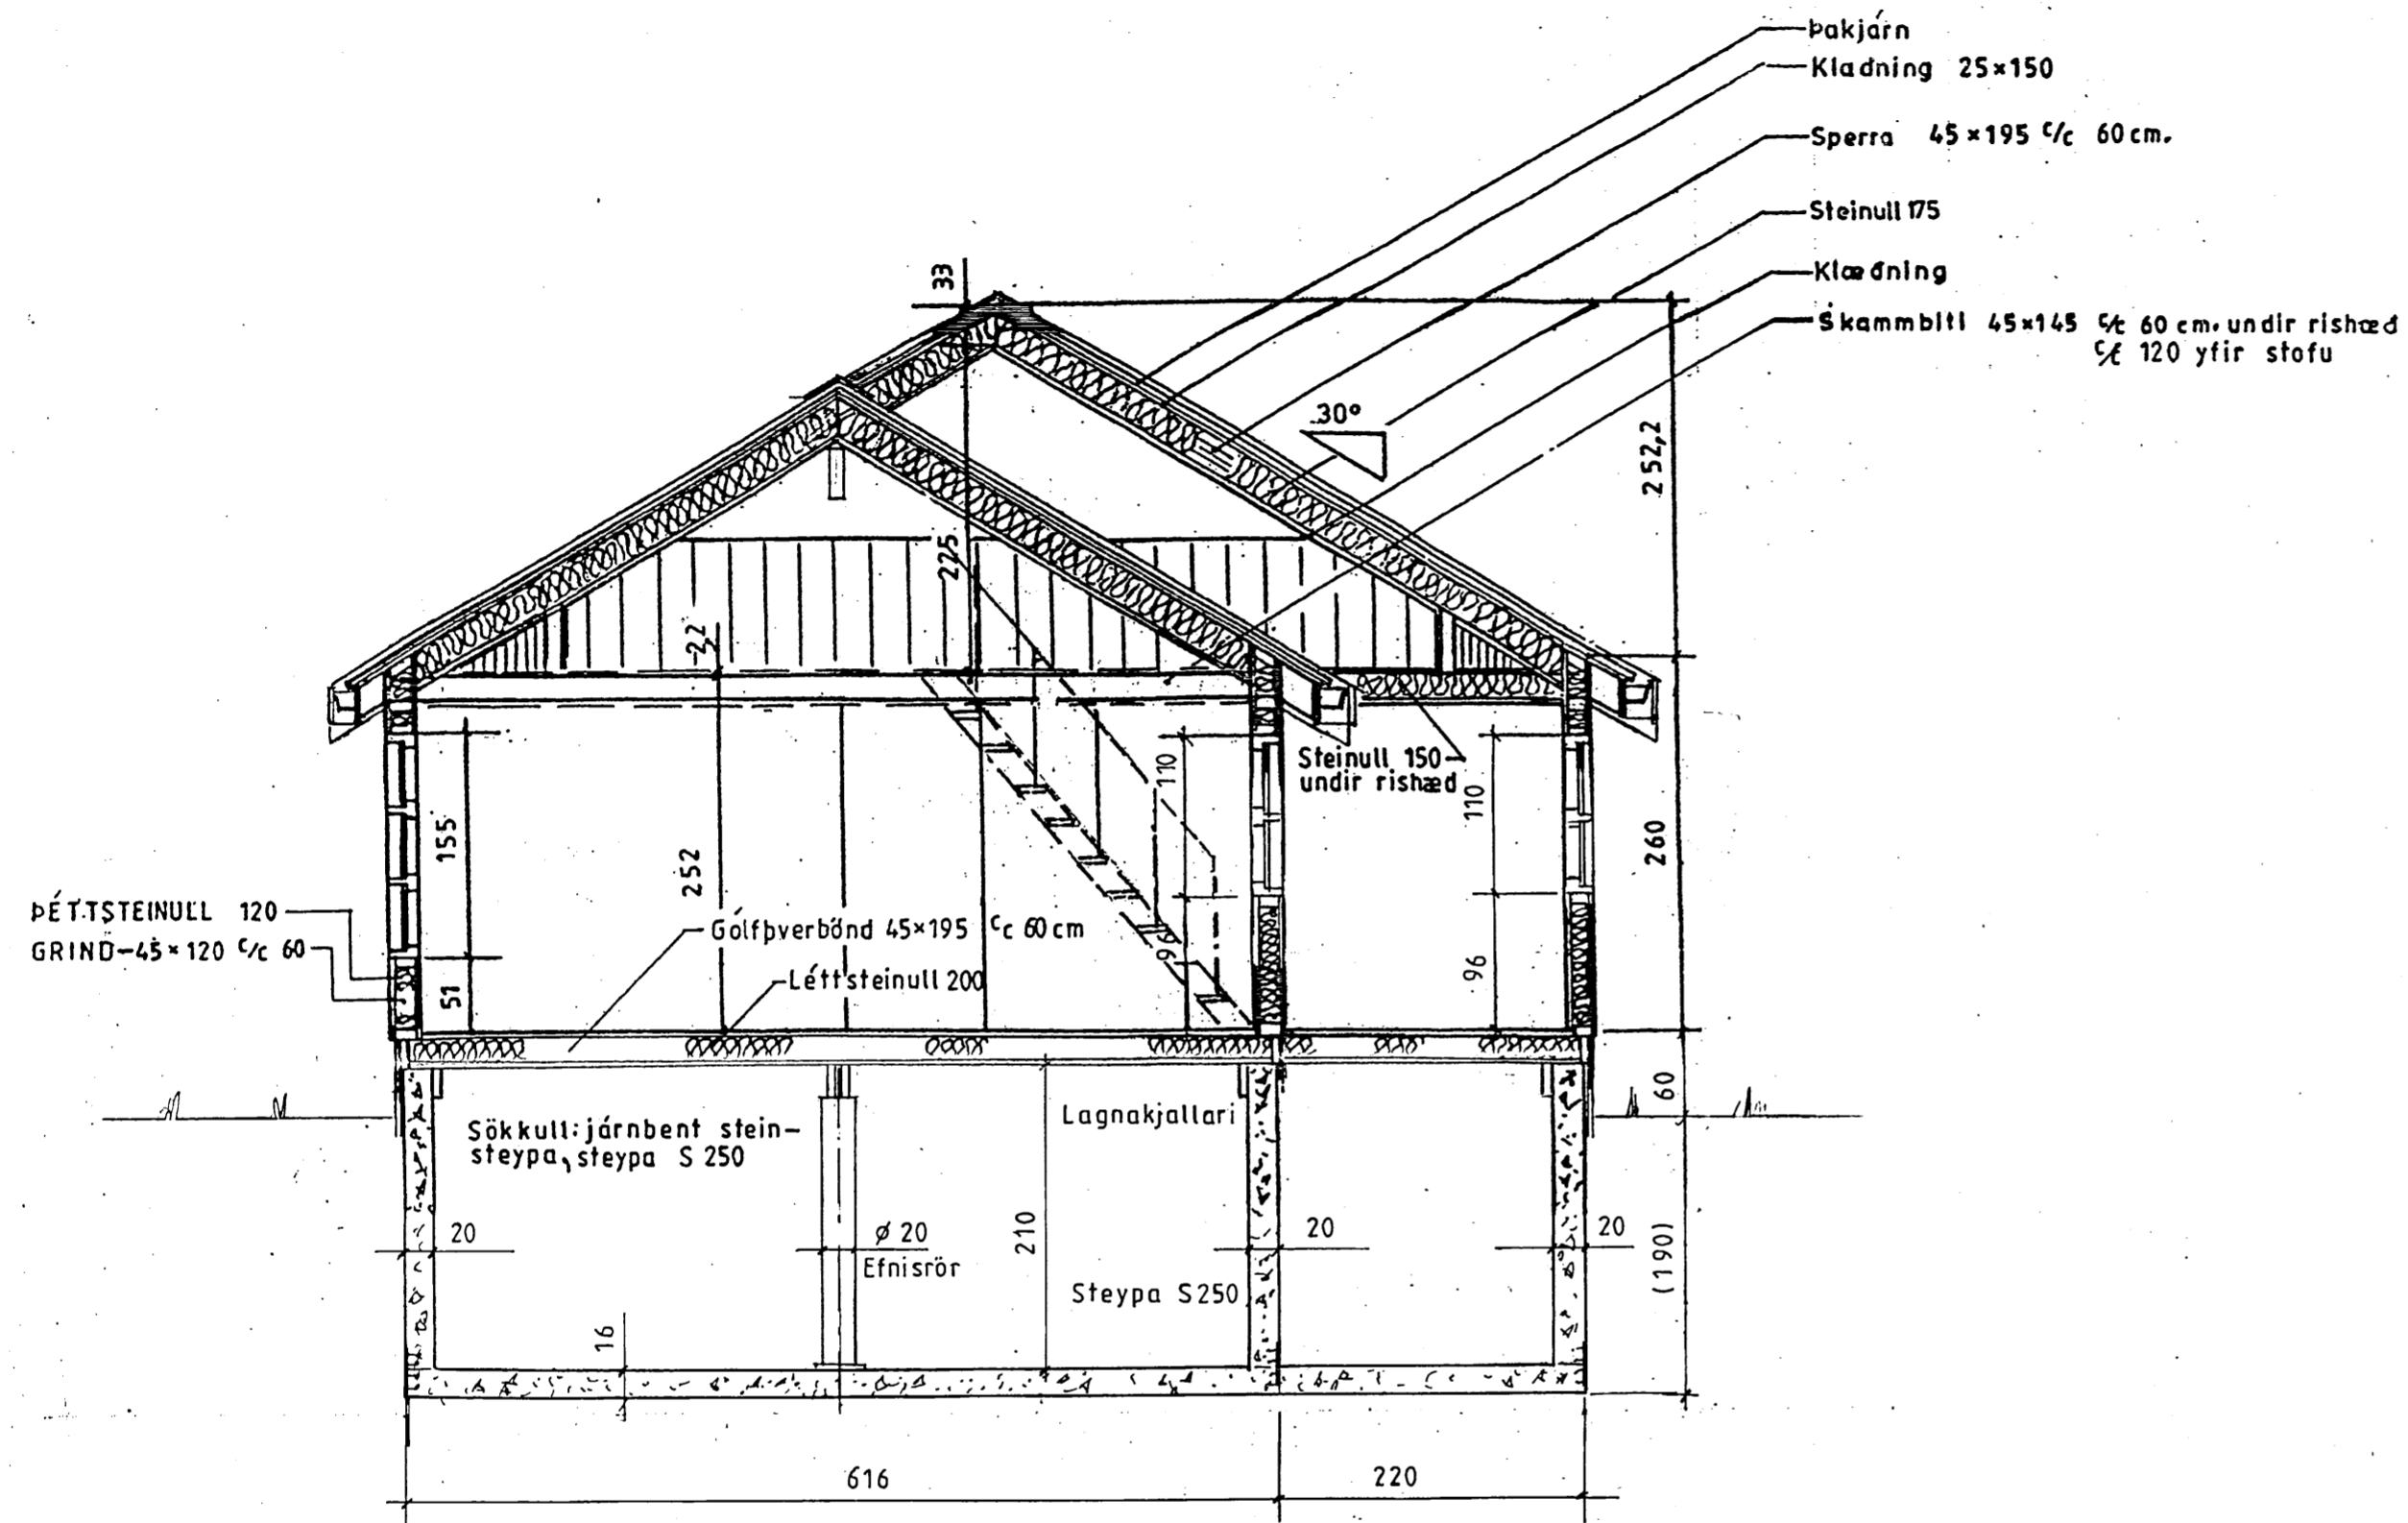 Þakjárn
Kladning 25×150
Sperra 45×195 c/c 60 cm.
Steinull 175
Klæðning
Skammbiti 45×145 c/c 60 cm. undir rishæð
c/c 120 yfir stofu
33
30°
252,2
225
2,2
Steinull 150
undir rishæð
110
110
155
252
260
ÞÉTTSTEINULL 120
GRIND-45×120 c/c 60
Gólfþverbönd 45×195 c/c 60 cm
Léttsteinull 200
96
96
51
60
Lagnakjallari
Sökkull: járnbent stein-
steypa, steypa S 250
20
ø 20
Efnisrör
210
20
20
(190)
Steypa S250
16
616
220